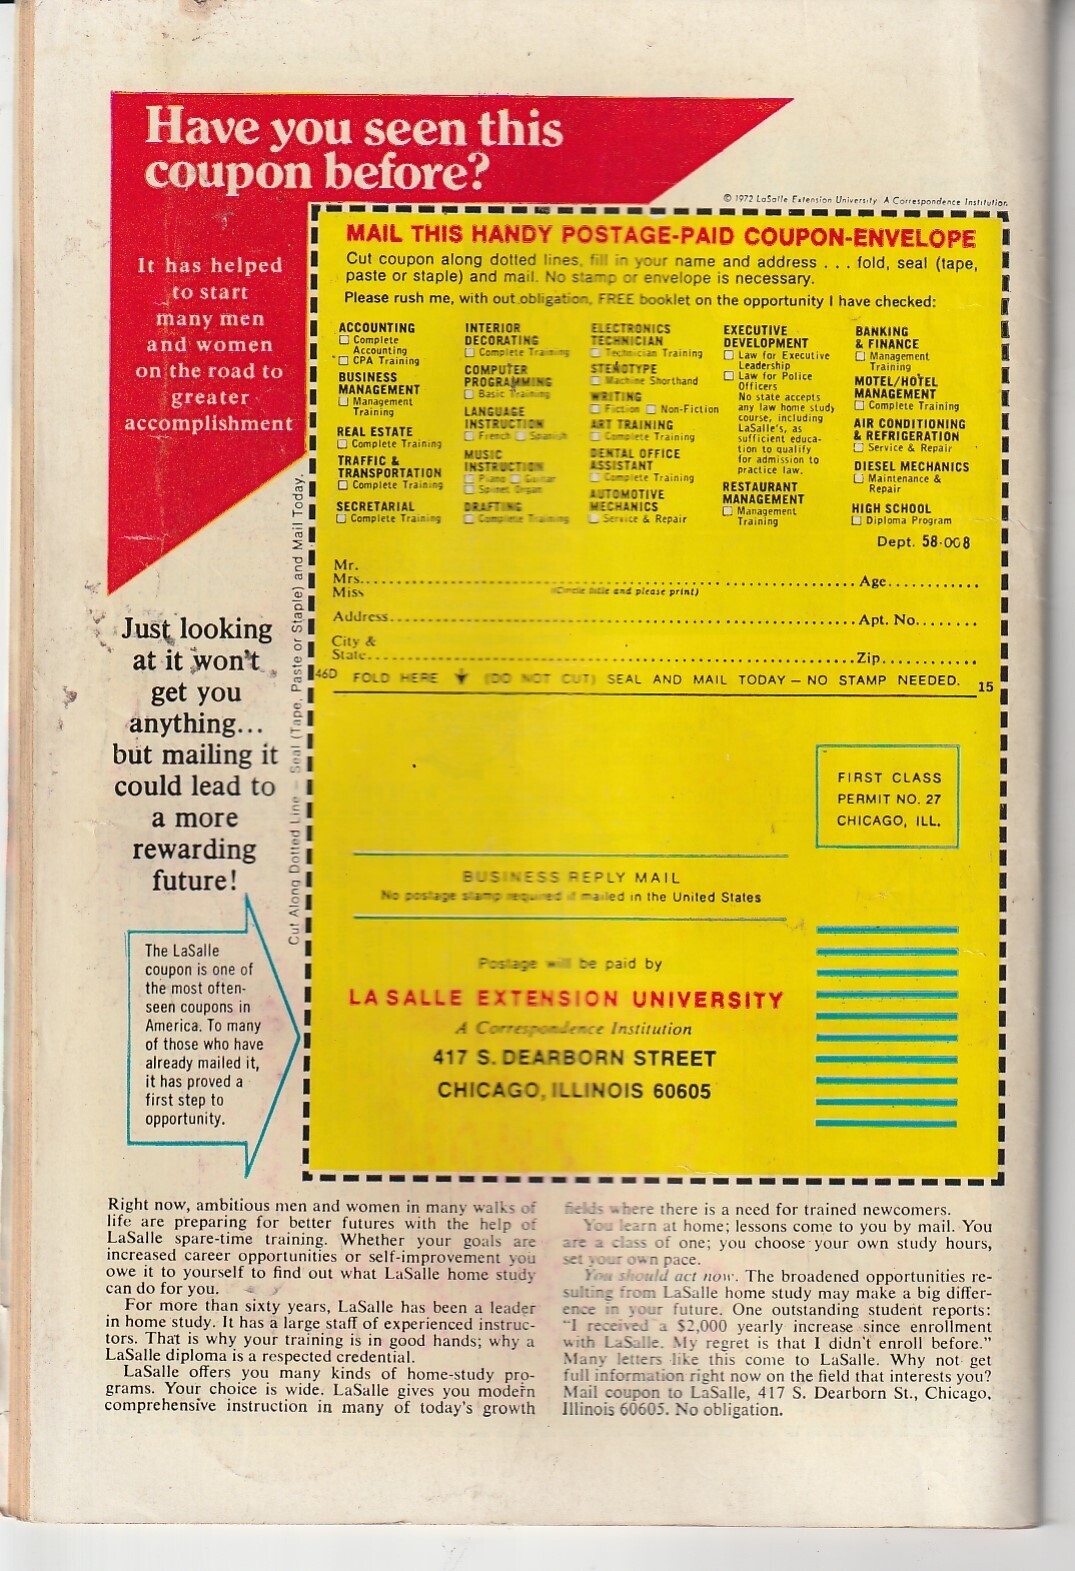 Have you seen this
coupon before?
© 1972 LaSalle Extension University A Correspondence Institution
It has helped
to start
many men
and women
on the road to
greater
accomplishment
Just looking
at it won't
get you
anything...
but mailing it
could lead to
a more
rewarding
future!
The LaSalle
coupon is one of
the most often-
seen coupons in
America. To many
of those who have
already mailed it,
it has proved a
first step to
opportunity.
Cut Along Dotted Line – Seal (Tape, Paste or Staple) and Mail Today.
MAIL THIS HANDY POSTAGE-PAID COUPON-ENVELOPE
Cut coupon along dotted lines, fill in your name and address . . . fold, seal (tape,
paste or staple) and mail. No stamp or envelope is necessary.
Please rush me, with out obligation, FREE booklet on the opportunity I have checked:
ACCOUNTING
Complete
Accounting
CPA Training
BUSINESS
MANAGEMENT
Management
Training
REAL ESTATE
Complete Training
TRAFFIC &
TRANSPORTATION
Complete Training
SECRETARIAL
Complete Training
INTERIOR
DECORATING
Complete Training
COMPUTER
PROGRAMMING
Basic Training
LANGUAGE
INSTRUCTION
French Spanish
MUSIC
INSTRUCTION
Piano Guitar
Spinet Organ
DRAFTING
Complete Training
ELECTRONICS
TECHNICIAN
Technician Training
STENOTYPE
Machine Shorthand
WRITING
Fiction Non-Fiction
ART TRAINING
Complete Training
DENTAL OFFICE
ASSISTANT
Complete Training
AUTOMOTIVE
MECHANICS
Service & Repair
EXECUTIVE
DEVELOPMENT
Law for Executive
Leadership
Law for Police
Officers
No state accepts
any law home study
course, including
LaSalle's, as
sufficient educa-
tion to qualify
for admission to
practice law.
RESTAURANT
MANAGEMENT
Management
Training
BANKING
& FINANCE
Management
Training
MOTEL/HOTEL
MANAGEMENT
Complete Training
AIR CONDITIONING
& REFRIGERATION
Service & Repair
DIESEL MECHANICS
Maintenance &
Repair
HIGH SCHOOL
Diploma Program
Dept. 58-008
Mr.
Mrs. Age
Miss (Circle title and please print)
Address Apt. No.
City &
State Zip
46D FOLD HERE (DO NOT CUT) SEAL AND MAIL TODAY – NO STAMP NEEDED. 15
FIRST CLASS
PERMIT NO. 27
CHICAGO, ILL.
BUSINESS REPLY MAIL
No postage stamp required if mailed in the United States
Postage will be paid by
LA SALLE EXTENSION UNIVERSITY
A Correspondence Institution
417 S. DEARBORN STREET
CHICAGO, ILLINOIS 60605
Right now, ambitious men and women in many walks of
life are preparing for better futures with the help of
LaSalle spare-time training. Whether your goals are
increased career opportunities or self-improvement you
owe it to yourself to find out what LaSalle home study
can do for you.
For more than sixty years, LaSalle has been a leader
in home study. It has a large staff of experienced instruc-
tors. That is why your training is in good hands; why a
LaSalle diploma is a respected credential.
LaSalle offers you many kinds of home-study pro-
grams. Your choice is wide. LaSalle gives you modern
comprehensive instruction in many of today's growth
fields where there is a need for trained newcomers.
You learn at home; lessons come to you by mail. You
are a class of one; you choose your own study hours,
set your own pace.
You should act now. The broadened opportunities re-
sulting from LaSalle home study may make a big differ-
ence in your future. One outstanding student reports:
"I received a $2,000 yearly increase since enrollment
with LaSalle. My regret is that I didn't enroll before."
Many letters like this come to LaSalle. Why not get
full information right now on the field that interests you?
Mail coupon to LaSalle, 417 S. Dearborn St., Chicago,
Illinois 60605. No obligation.